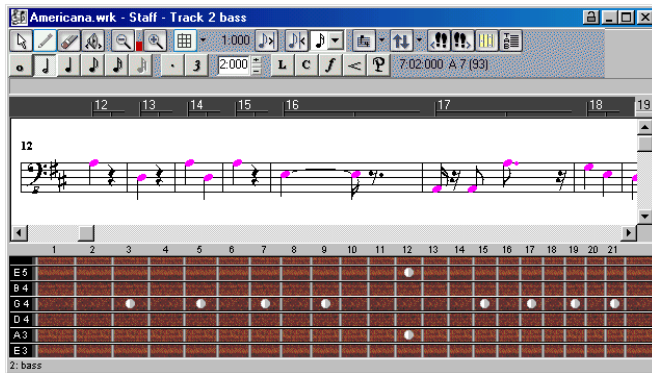 Americana.wrk - Staff - Track 2 bass
1:000
3 2:000 L C f < P 7:02:000 A 7 (93)
12 13 14 15 16 17 18 19
12
1 2 3 4 5 6 7 8 9 10 11 12 13 14 15 16 17 18 19 20 21
E 5
B 4
G 4
D 4
A 3
E 3
2: bass